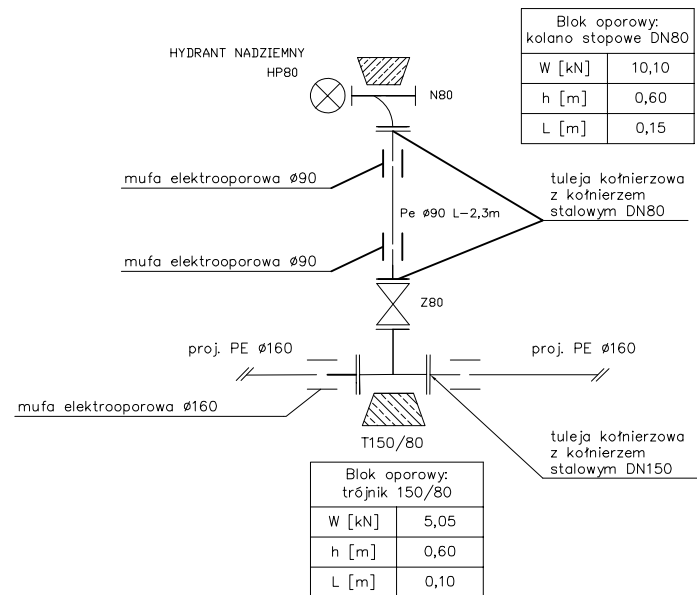 Blok oporowy:
kolano stopowe DN80
W [kN] 10,10
h [m] 0,60
L [m] 0,15
HYDRANT NADZIEMNY
HP80
N80
mufa elektrooporowa Ø90
tuleja kołnierzowa
z kołnierzem
stalowym DN80
Pe Ø90 L-2,3m
mufa elektrooporowa Ø90
Z80
proj. PE Ø160
proj. PE Ø160
mufa elektrooporowa Ø160
T150/80
tuleja kołnierzowa
z kołnierzem
stalowym DN150
Blok oporowy:
trójnik 150/80
W [kN] 5,05
h [m] 0,60
L [m] 0,10